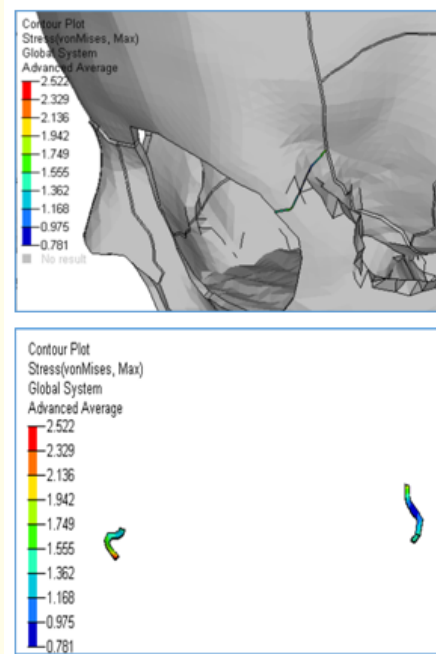 Contour Plot
Stress(vonMises, Max)
Global System
Advanced Average
2.522
2.329
2.136
1.942
1.749
1.555
1.362
1.168
0.975
0.781
No result
Contour Plot
Stress(vonMises, Max)
Global System
Advanced Average
2.522
2.329
2.136
1.942
1.749
1.555
1.362
1.168
0.975
0.781